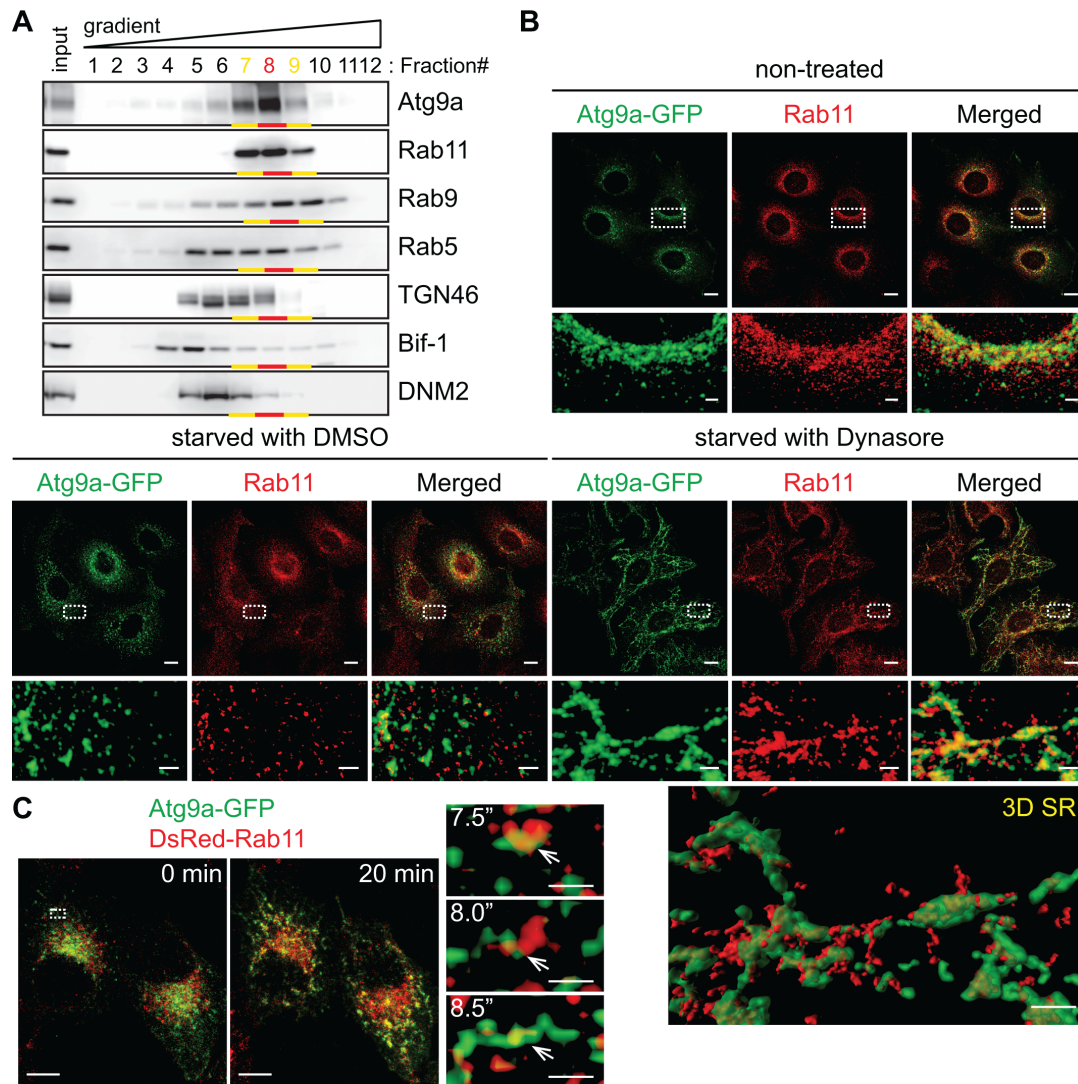 A
gradient
input
1 2 3 4 5 6 7 8 9 10 11 12 : Fraction#
Atg9a
Rab11
Rab9
Rab5
TGN46
Bif-1
DNM2
B
non-treated
Atg9a-GFP Rab11 Merged
starved with DMSO starved with Dynasore
Atg9a-GFP Rab11 Merged Atg9a-GFP Rab11 Merged
C
Atg9a-GFP
DsRed-Rab11
0 min 20 min
7.5”
8.0”
8.5”
3D SR